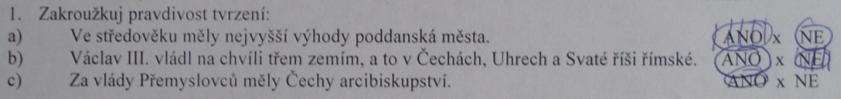 1. Zakroužkuj pravdivost tvrzení:
a) Ve středověku měly nejvyšší výhody poddanská města. ANO x NE
b) Václav III. vládl na chvíli třem zemím, a to v Čechách, Uhrech a Svaté říši římské. ANO x NE
c) Za vlády Přemyslovců měly Čechy arcibiskupství. ANO x NE